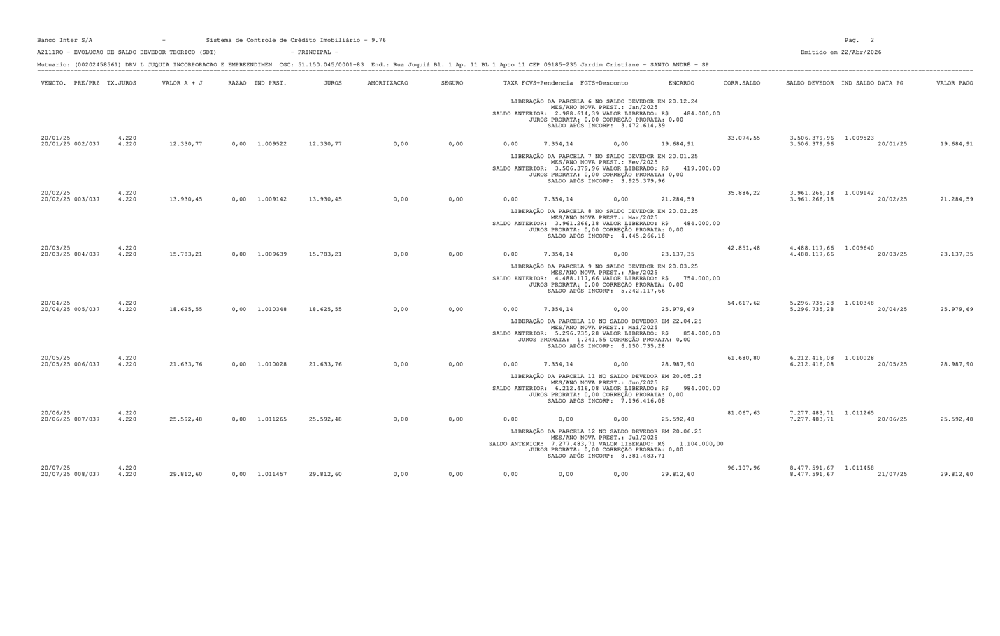 Banco Inter S/A - Sistema de Controle de Crédito Imobiliário - 9.76 Pag. 2
A2111RO - EVOLUCAO DE SALDO DEVEDOR TEORICO (SDT) - PRINCIPAL - Emitido em 22/Abr/2026
Mutuario: (00202458561) DRV L JUQUIA INCORPORACAO E EMPREENDIMEN CGC: 51.150.045/0001-83 End.: Rua Juquiá Bl. 1 Ap. 11 BL 1 Apto 11 CEP 09185-235 Jardim Cristiane - SANTO ANDRÉ - SP
VENCTO. PRE/PRZ TX.JUROS VALOR A + J RAZAO IND PRST. JUROS AMORTIZACAO SEGURO TAXA FCVS+Pendencia FGTS+Desconto ENCARGO CORR.SALDO SALDO DEVEDOR IND SALDO DATA PG VALOR PAGO
LIBERAÇÃO DA PARCELA 6 NO SALDO DEVEDOR EM 20.12.24
MES/ANO NOVA PREST.: Jan/2025
SALDO ANTERIOR: 2.988.614,39 VALOR LIBERADO: R$ 484.000,00
JUROS PRORATA: 0,00 CORREÇÃO PRORATA: 0,00
SALDO APÓS INCORP: 3.472.614,39
20/01/25 4.220 33.074,55 3.506.379,96 1.009523
20/01/25 002/037 4.220 12.330,77 0,00 1.009522 12.330,77 0,00 0,00 0,00 7.354,14 0,00 19.684,91 3.506.379,96 20/01/25 19.684,91
LIBERAÇÃO DA PARCELA 7 NO SALDO DEVEDOR EM 20.01.25
MES/ANO NOVA PREST.: Fev/2025
SALDO ANTERIOR: 3.506.379,96 VALOR LIBERADO: R$ 419.000,00
JUROS PRORATA: 0,00 CORREÇÃO PRORATA: 0,00
SALDO APÓS INCORP: 3.925.379,96
20/02/25 4.220 35.886,22 3.961.266,18 1.009142
20/02/25 003/037 4.220 13.930,45 0,00 1.009142 13.930,45 0,00 0,00 0,00 7.354,14 0,00 21.284,59 3.961.266,18 20/02/25 21.284,59
LIBERAÇÃO DA PARCELA 8 NO SALDO DEVEDOR EM 20.02.25
MES/ANO NOVA PREST.: Mar/2025
SALDO ANTERIOR: 3.961.266,18 VALOR LIBERADO: R$ 484.000,00
JUROS PRORATA: 0,00 CORREÇÃO PRORATA: 0,00
SALDO APÓS INCORP: 4.445.266,18
20/03/25 4.220 42.851,48 4.488.117,66 1.009640
20/03/25 004/037 4.220 15.783,21 0,00 1.009639 15.783,21 0,00 0,00 0,00 7.354,14 0,00 23.137,35 4.488.117,66 20/03/25 23.137,35
LIBERAÇÃO DA PARCELA 9 NO SALDO DEVEDOR EM 20.03.25
MES/ANO NOVA PREST.: Abr/2025
SALDO ANTERIOR: 4.488.117,66 VALOR LIBERADO: R$ 754.000,00
JUROS PRORATA: 0,00 CORREÇÃO PRORATA: 0,00
SALDO APÓS INCORP: 5.242.117,66
20/04/25 4.220 54.617,62 5.296.735,28 1.010348
20/04/25 005/037 4.220 18.625,55 0,00 1.010348 18.625,55 0,00 0,00 0,00 7.354,14 0,00 25.979,69 5.296.735,28 20/04/25 25.979,69
LIBERAÇÃO DA PARCELA 10 NO SALDO DEVEDOR EM 22.04.25
MES/ANO NOVA PREST.: Mai/2025
SALDO ANTERIOR: 5.296.735,28 VALOR LIBERADO: R$ 854.000,00
JUROS PRORATA: 1.241,55 CORREÇÃO PRORATA: 0,00
SALDO APÓS INCORP: 6.150.735,28
20/05/25 4.220 61.680,80 6.212.416,08 1.010028
20/05/25 006/037 4.220 21.633,76 0,00 1.010028 21.633,76 0,00 0,00 0,00 7.354,14 0,00 28.987,90 6.212.416,08 20/05/25 28.987,90
LIBERAÇÃO DA PARCELA 11 NO SALDO DEVEDOR EM 20.05.25
MES/ANO NOVA PREST.: Jun/2025
SALDO ANTERIOR: 6.212.416,08 VALOR LIBERADO: R$ 984.000,00
JUROS PRORATA: 0,00 CORREÇÃO PRORATA: 0,00
SALDO APÓS INCORP: 7.196.416,08
20/06/25 4.220 81.067,63 7.277.483,71 1.011265
20/06/25 007/037 4.220 25.592,48 0,00 1.011265 25.592,48 0,00 0,00 0,00 0,00 0,00 25.592,48 7.277.483,71 20/06/25 25.592,48
LIBERAÇÃO DA PARCELA 12 NO SALDO DEVEDOR EM 20.06.25
MES/ANO NOVA PREST.: Jul/2025
SALDO ANTERIOR: 7.277.483,71 VALOR LIBERADO: R$ 1.104.000,00
JUROS PRORATA: 0,00 CORREÇÃO PRORATA: 0,00
SALDO APÓS INCORP: 8.381.483,71
20/07/25 4.220 96.107,96 8.477.591,67 1.011458
20/07/25 008/037 4.220 29.812,60 0,00 1.011457 29.812,60 0,00 0,00 0,00 0,00 0,00 29.812,60 8.477.591,67 21/07/25 29.812,60